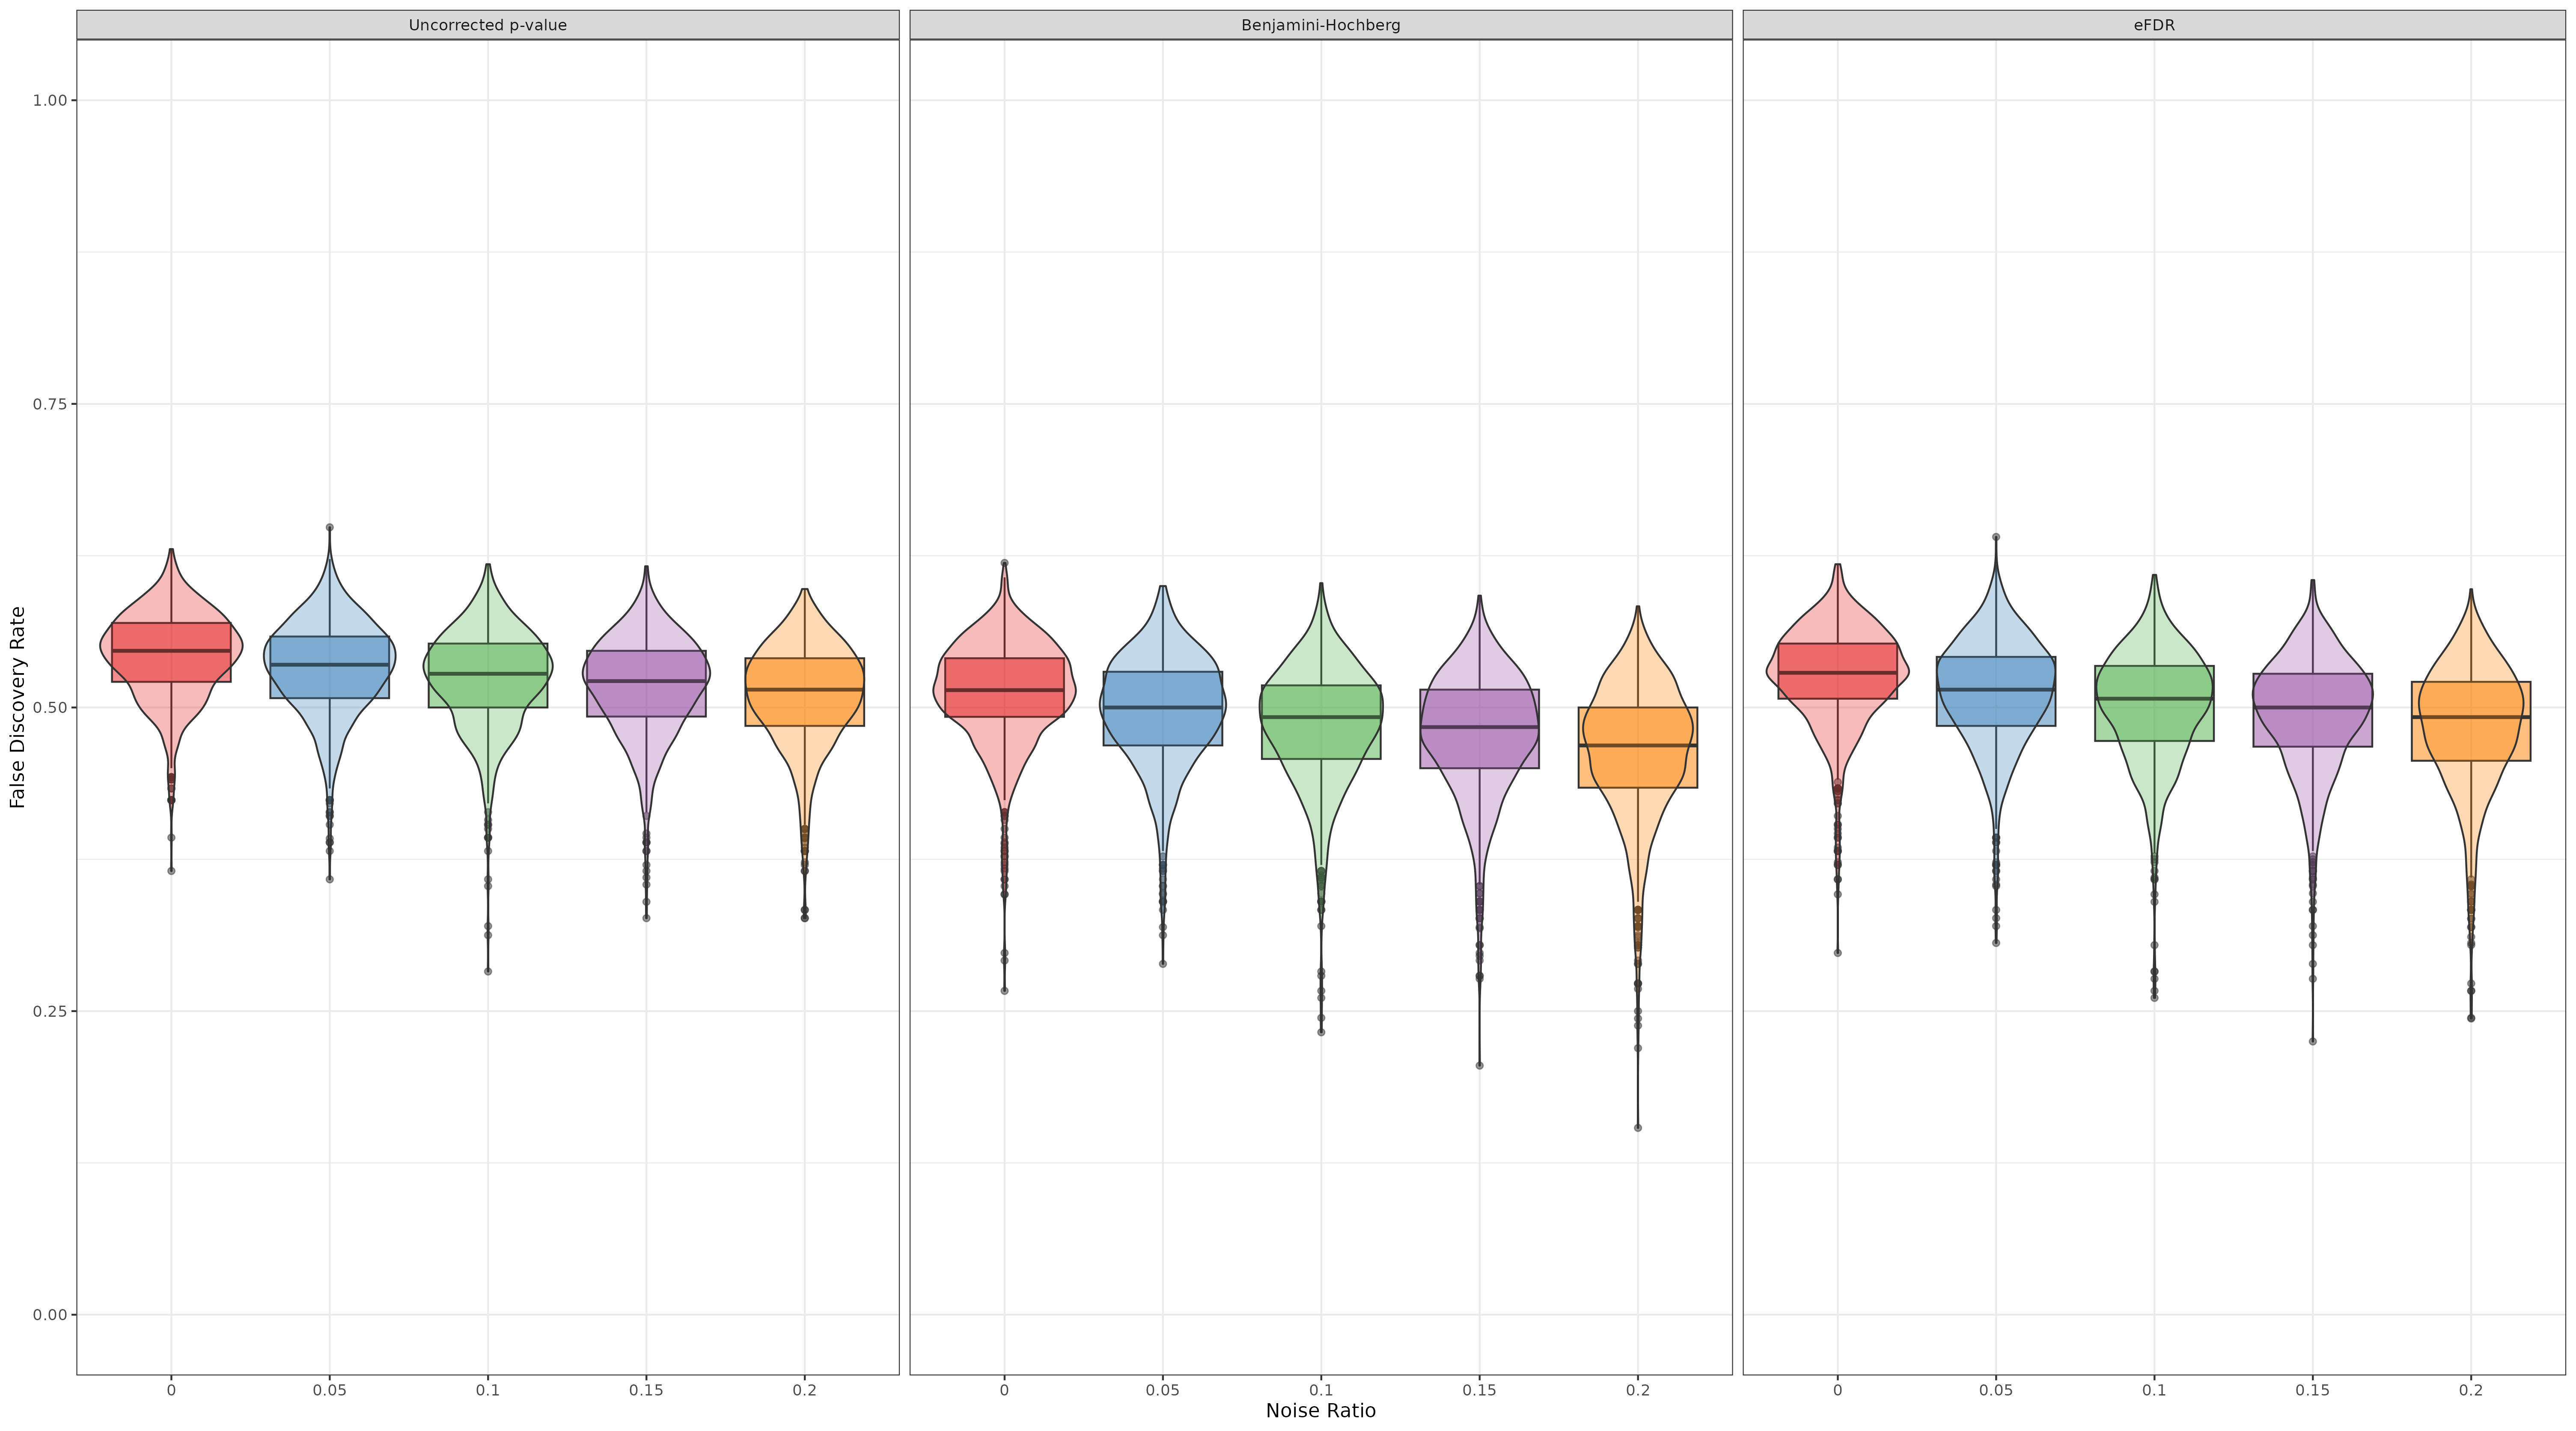 Uncorrected p-value Benjamini-Hochberg eFDR
1.00
0.75
0.50
0.25
0.00
False Discovery Rate
0 0.05 0.1 0.15 0.2 0 0.05 0.1 0.15 0.2 0 0.05 0.1 0.15 0.2
Noise Ratio